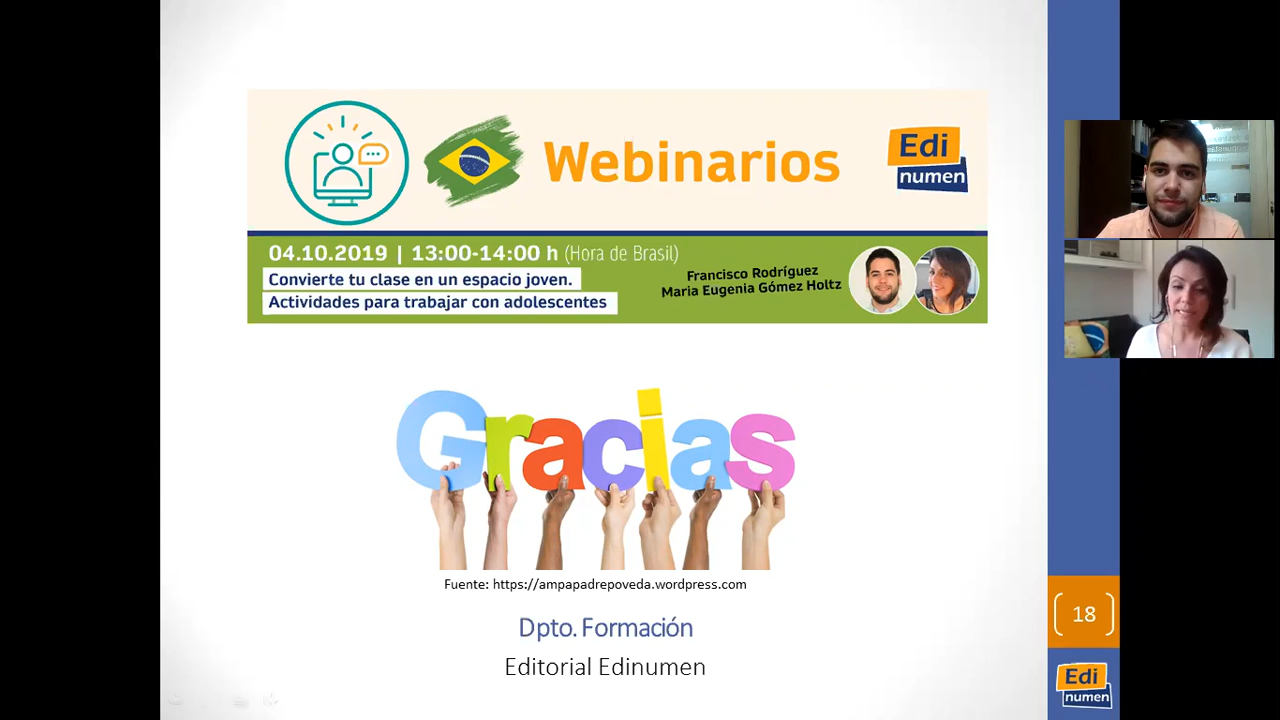 Webinarios
Edi
numen
04.10.2019 | 13:00-14:00 h (Hora de Brasil)
Convierte tu clase en un espacio joven.
Actividades para trabajar con adolescentes
Francisco Rodríguez
Maria Eugenia Gómez Holtz
Gracias
Fuente: https://ampapadrepoveda.wordpress.com
Dpto. Formación
Editorial Edinumen
18
Edi
numen